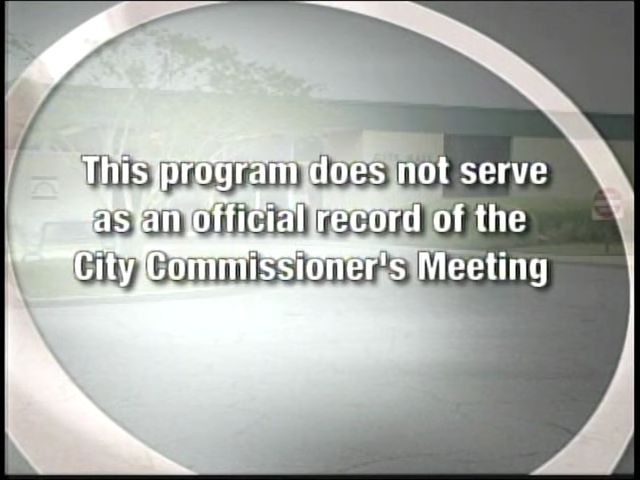 This program does not serve
as an official record of the
City Commissioner's Meeting